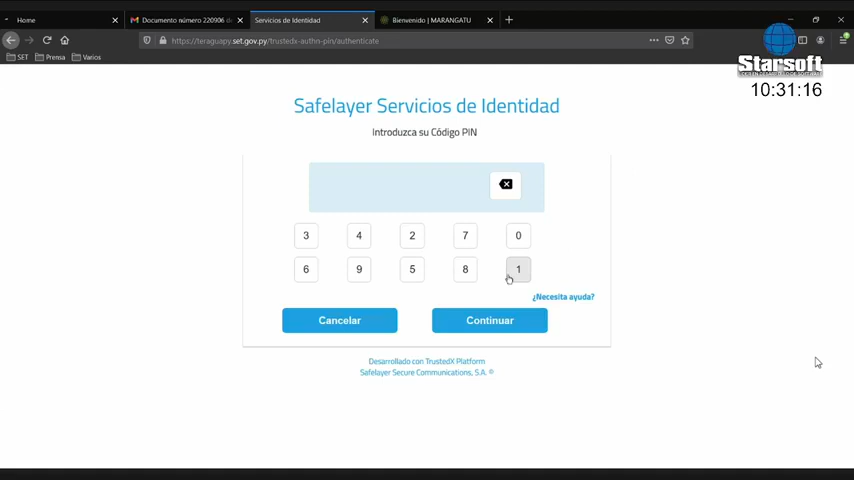 Home
Documento número 220906 de
Servicios de Identidad
Bienvenido | MARANGATU
https://teraguapy.set.gov.py/trustedx-authn-pin/authenticate
SET
Prensa
Varios
Starsoft
10:31:16
Safelayer Servicios de Identidad
Introduzca su Código PIN
3 4 2 7 0
6 9 5 8 1
¿Necesita ayuda?
Cancelar
Continuar
Desarrollado con TrustedX Platform
Safelayer Secure Communications, S.A. ©